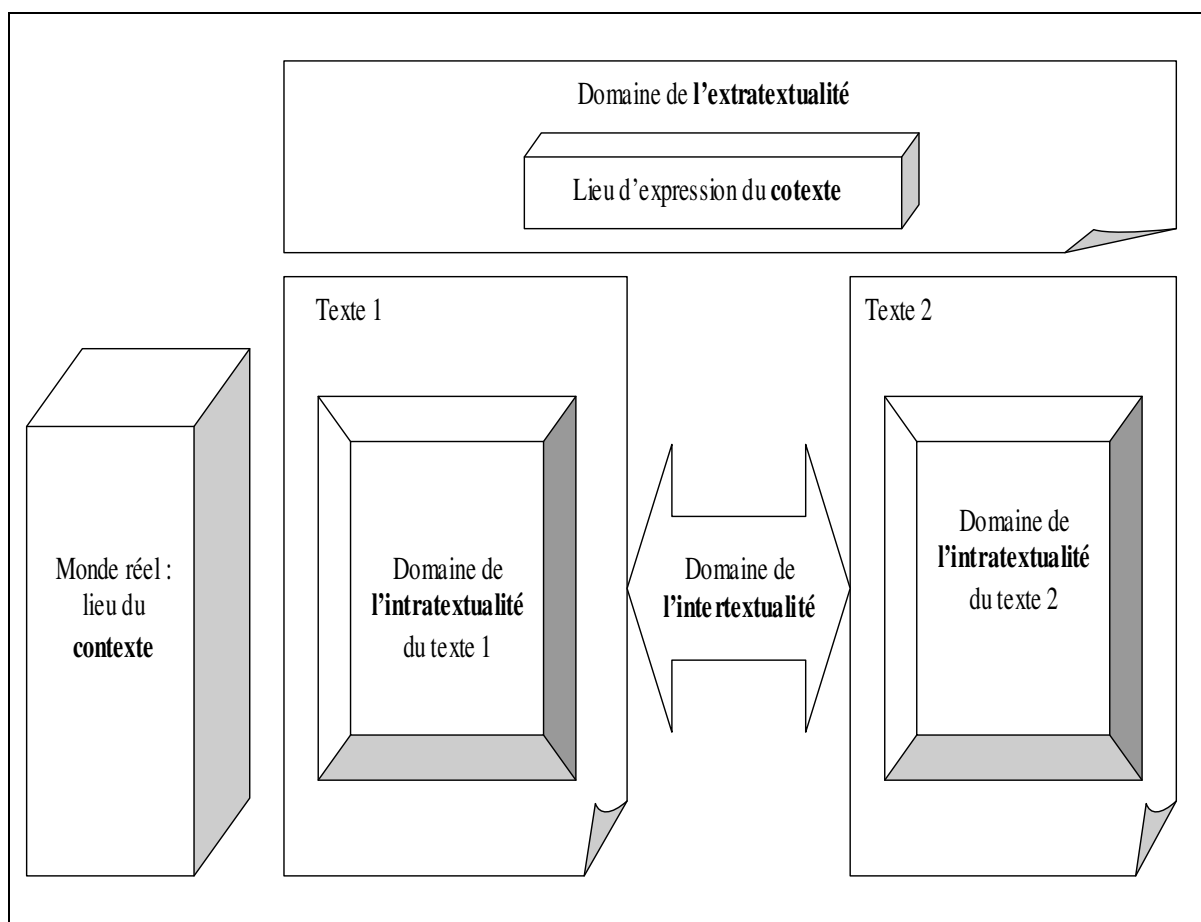 Domaine de l'extratextualité
Lieu d'expression du cotexte
Texte 1
Texte 2
Monde réel :
lieu du
contexte
Domaine de
l'intratextualité
du texte 1
Domaine de
l'intertextualité
Domaine de
l'intratextualité
du texte 2